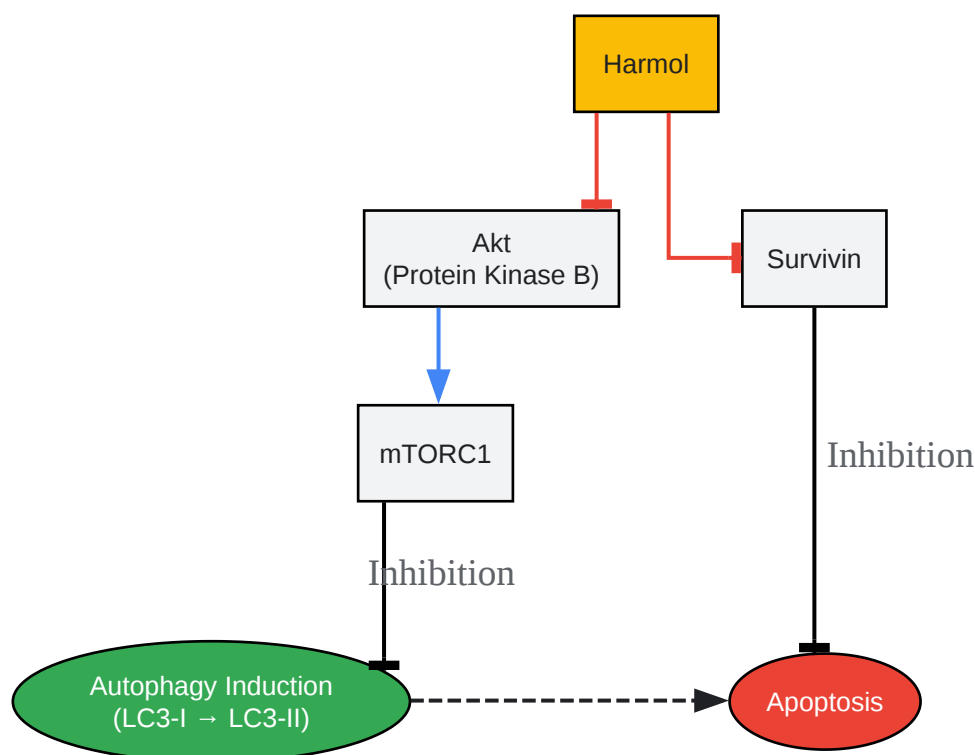 Harmol
Akt
(Protein Kinase B)
Survivin
mTORC1
Inhibition
Inhibition
Autophagy Induction
(LC3-I → LC3-II)
Apoptosis